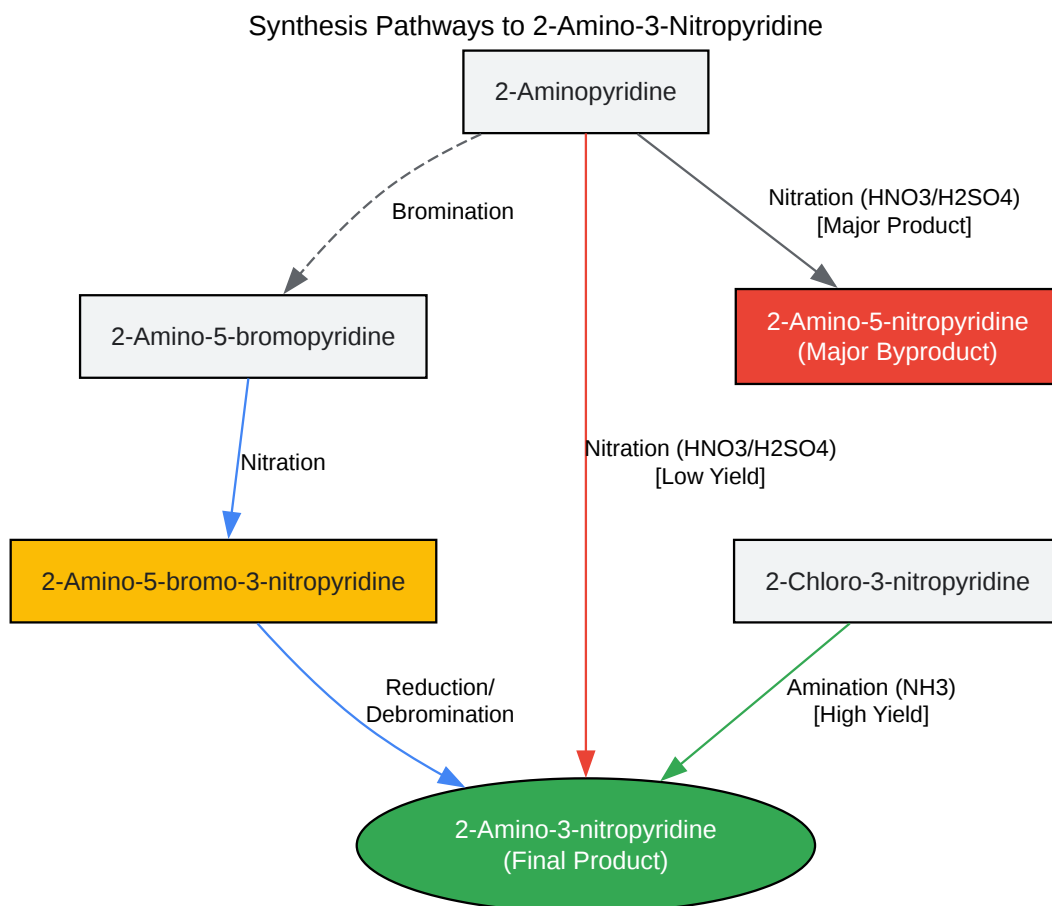 Synthesis Pathways to 2-Amino-3-Nitropyridine
2-Aminopyridine
Bromination
Nitration (HNO3/H2SO4)
[Major Product]
2-Amino-5-bromopyridine
2-Amino-5-nitropyridine
(Major Byproduct)
Nitration
Nitration (HNO3/H2SO4)
[Low Yield]
2-Amino-5-bromo-3-nitropyridine
2-Chloro-3-nitropyridine
Reduction/
Debromination
Amination (NH3)
[High Yield]
2-Amino-3-nitropyridine
(Final Product)